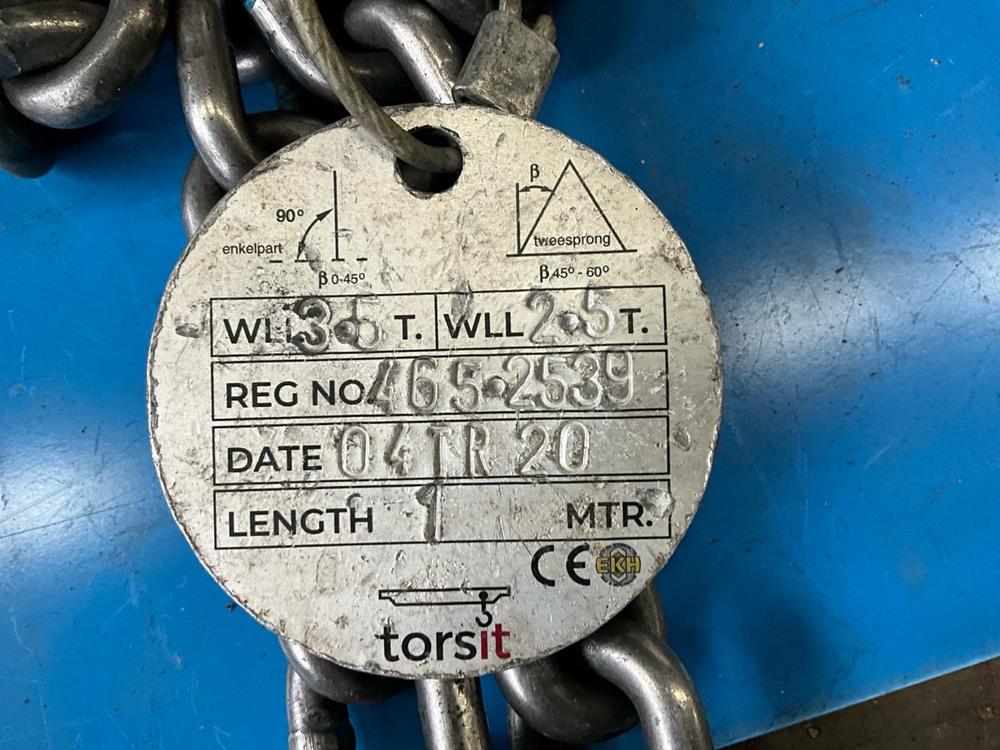 90° β
enkelpart tweesprong
β 0-45° β 45° - 60°
WLL 3.5 T. WLL 2.5 T.
REG NO. 465.2539
DATE 04 TR 20
LENGTH 1 MTR.
CE EKH
torsit